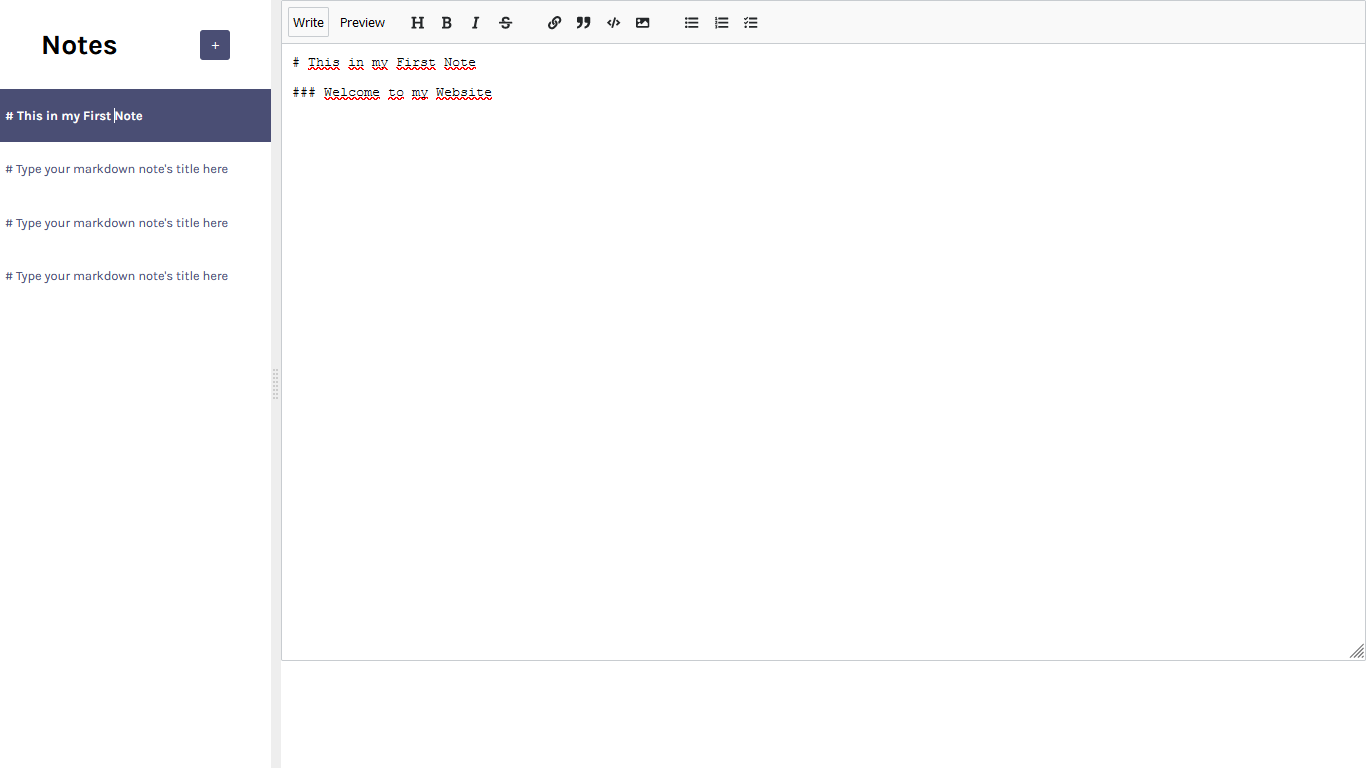 Notes
+
# This in my First Note
# Type your markdown note's title here
# Type your markdown note's title here
# Type your markdown note's title here
Write Preview H B I S
# This in my First Note
### Welcome to my Website